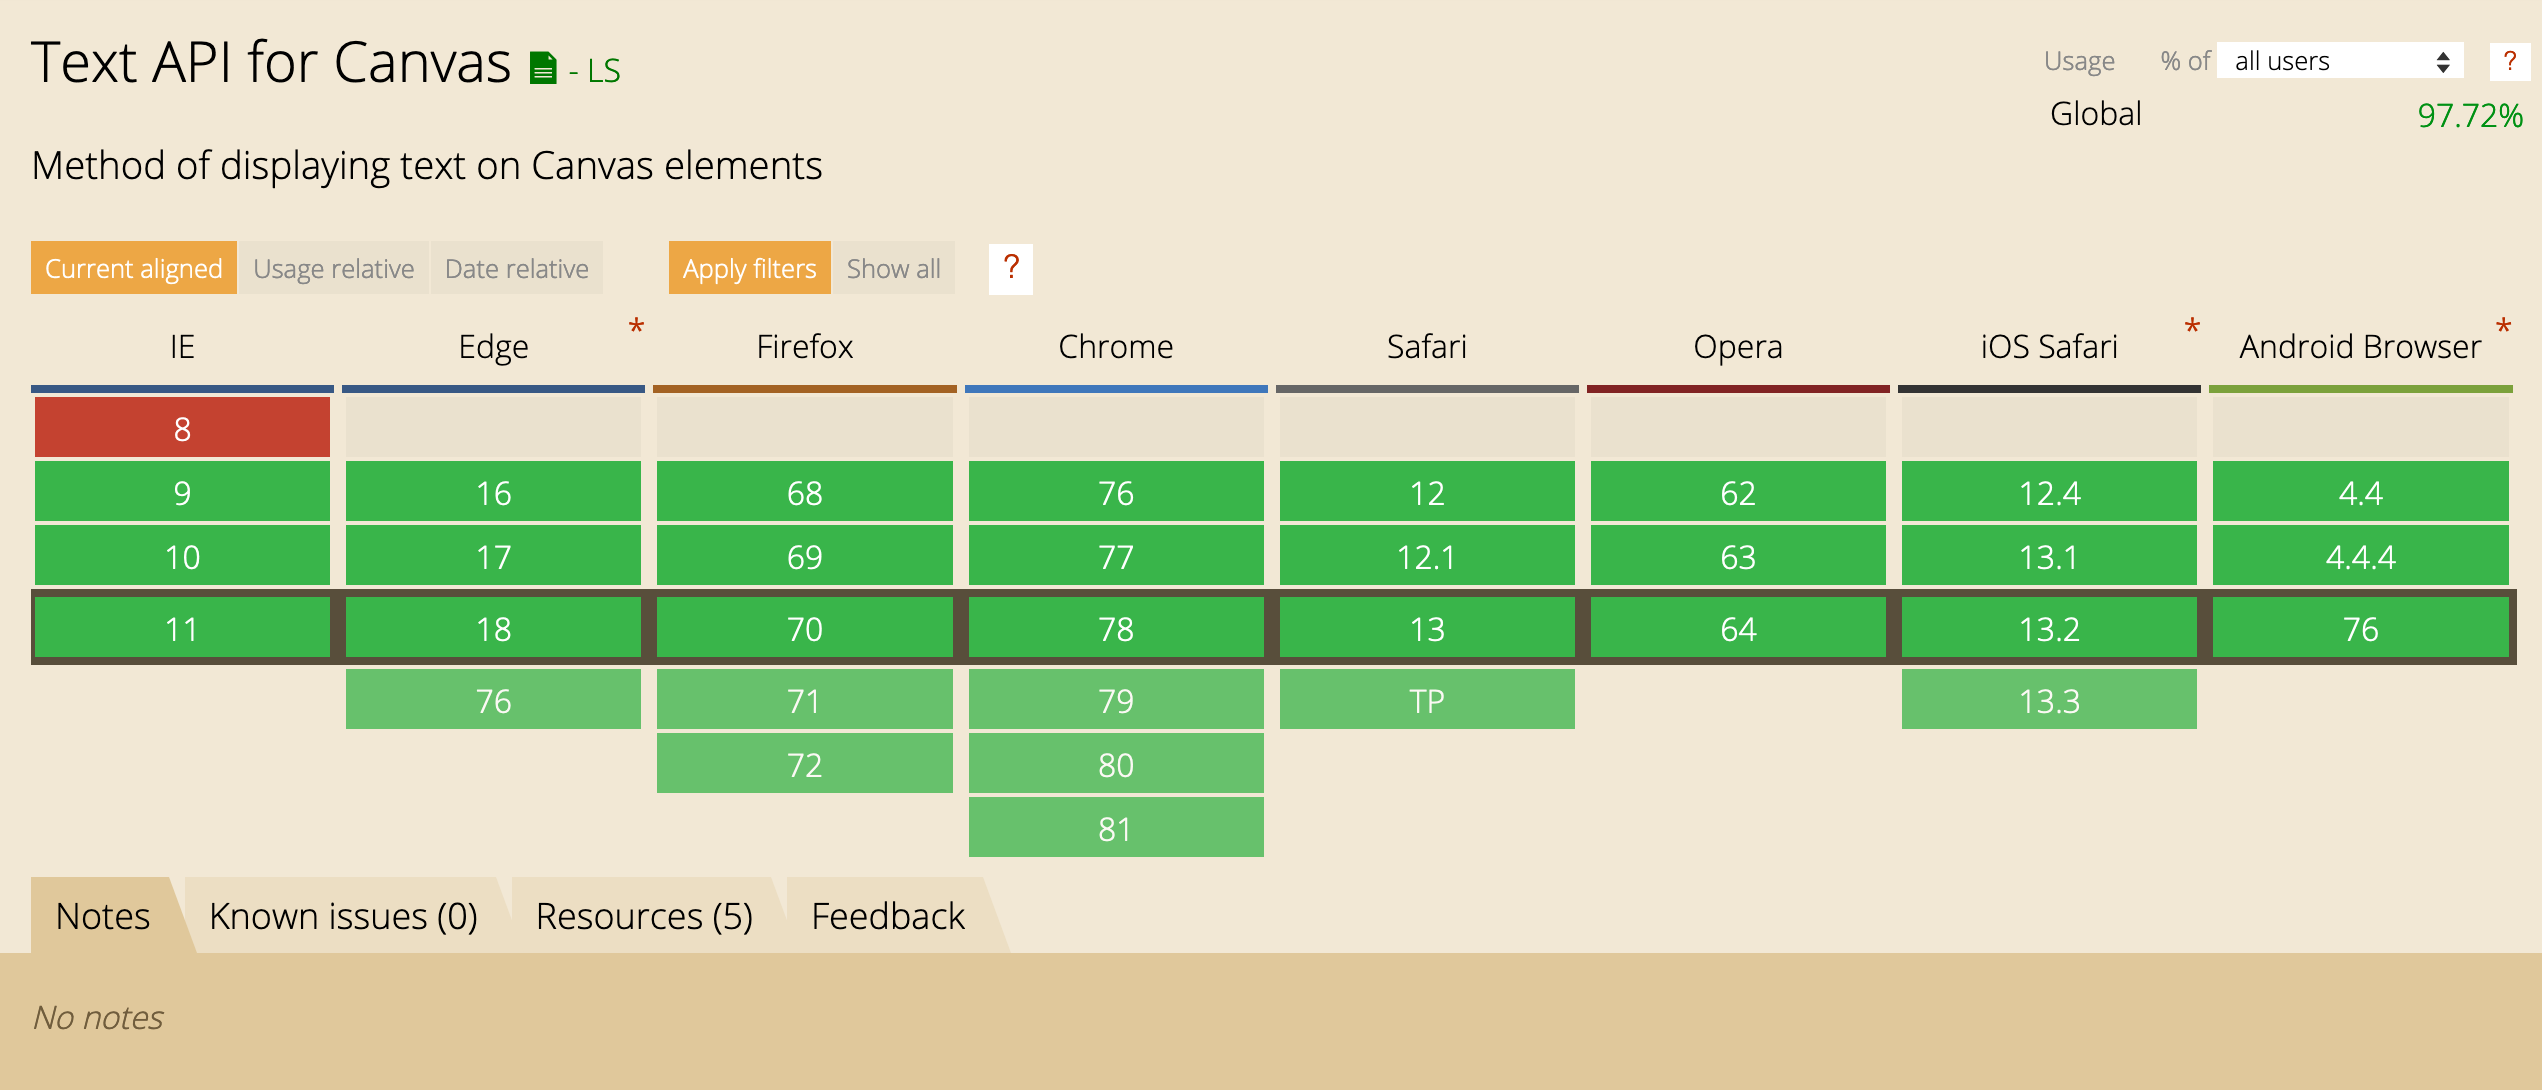 Text API for Canvas - LS
Usage % of all users ?
Global 97.72%
Method of displaying text on Canvas elements
Current aligned Usage relative Date relative Apply filters Show all ?
IE Edge * Firefox Chrome Safari Opera iOS Safari * Android Browser *
8
9 16 68 76 12 62 12.4 4.4
10 17 69 77 12.1 63 13.1 4.4.4
11 18 70 78 13 64 13.2 76
76 71 79 TP 13.3
72 80
81
Notes Known issues (0) Resources (5) Feedback
No notes